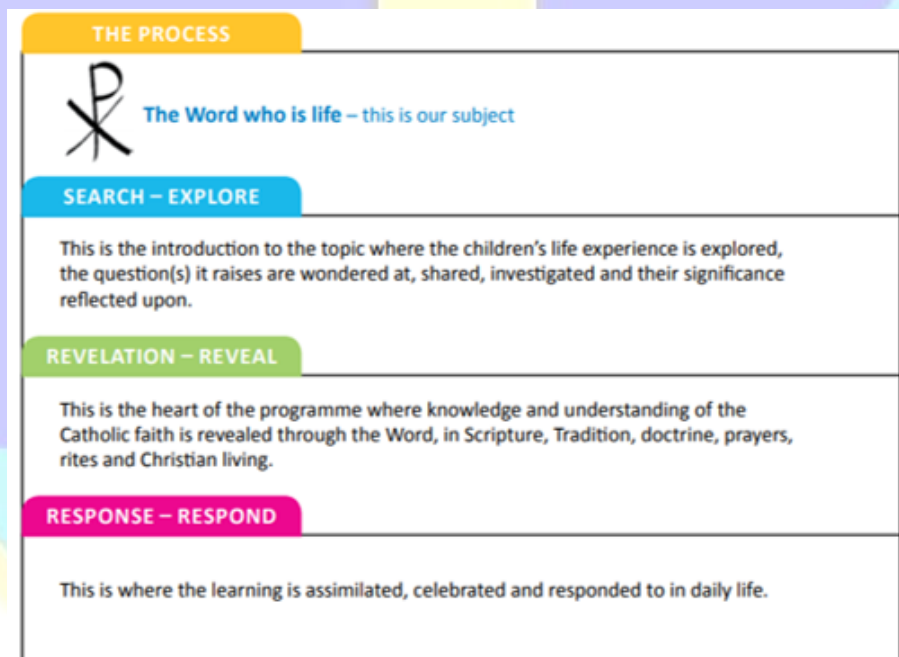 THE PROCESS
The Word who is life – this is our subject
SEARCH – EXPLORE
This is the introduction to the topic where the children's life experience is explored,
the question(s) it raises are wondered at, shared, investigated and their significance
reflected upon.
REVELATION – REVEAL
This is the heart of the programme where knowledge and understanding of the
Catholic faith is revealed through the Word, in Scripture, Tradition, doctrine, prayers,
rites and Christian living.
RESPONSE – RESPOND
This is where the learning is assimilated, celebrated and responded to in daily life.